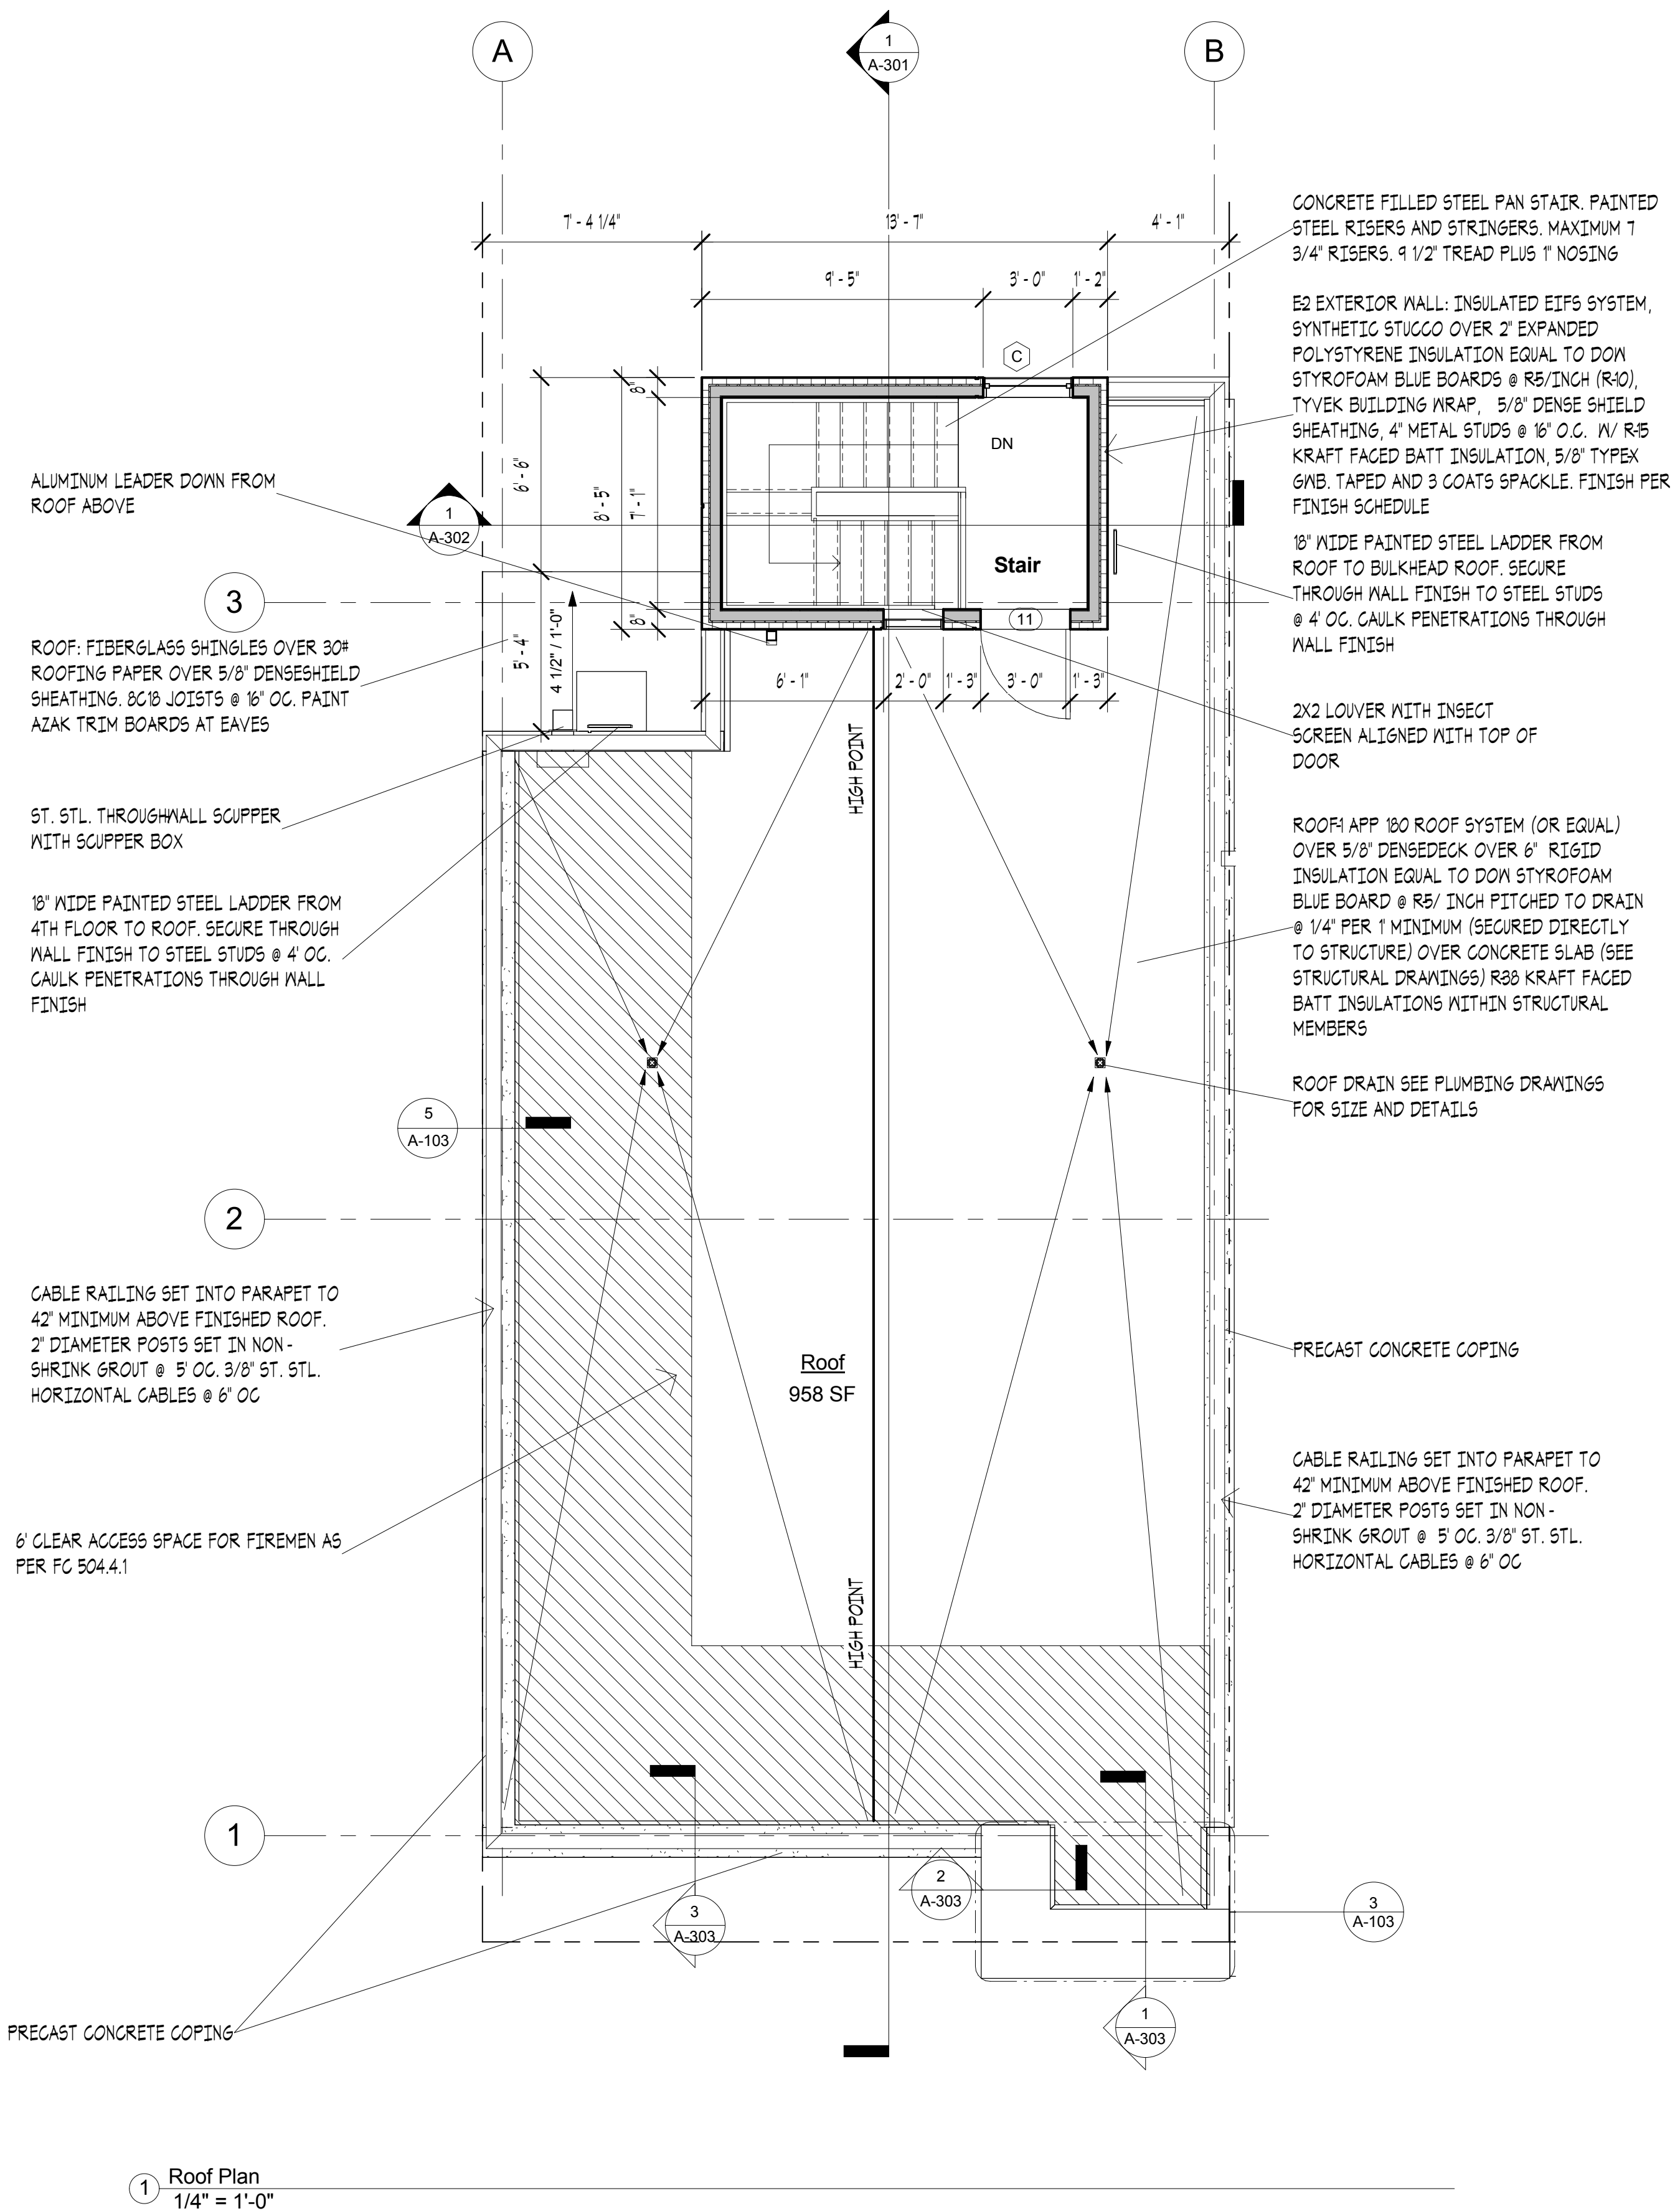 A
1
A-301
B
7' - 4 1/4"
13' - 7"
4' - 1"
9' - 5"
3' - 0"
1' - 2"
C
CONCRETE FILLED STEEL PAN STAIR. PAINTED
STEEL RISERS AND STRINGERS. MAXIMUM 7
3/4" RISERS. 9 1/2" TREAD PLUS 1" NOSING
E-2 EXTERIOR WALL: INSULATED EIFS SYSTEM,
SYNTHETIC STUCCO OVER 2" EXPANDED
POLYSTYRENE INSULATION EQUAL TO DOW
STYROFOAM BLUE BOARDS @ R-5/INCH (R-10),
TYVEK BUILDING WRAP, 5/8" DENSE SHIELD
SHEATHING, 4" METAL STUDS @ 16" O.C. W/ R-15
KRAFT FACED BATT INSULATION, 5/8" TYPEX
GWB. TAPED AND 3 COATS SPACKLE. FINISH PER
FINISH SCHEDULE
18" WIDE PAINTED STEEL LADDER FROM
ROOF TO BULKHEAD ROOF. SECURE
THROUGH WALL FINISH TO STEEL STUDS
@ 4' OC. CAULK PENETRATIONS THROUGH
WALL FINISH
2X2 LOUVER WITH INSECT
SCREEN ALIGNED WITH TOP OF
DOOR
ROOF-1 APP 180 ROOF SYSTEM (OR EQUAL)
OVER 5/8" DENSEDECK OVER 6" RIGID
INSULATION EQUAL TO DOW STYROFOAM
BLUE BOARD @ R5/ INCH PITCHED TO DRAIN
@ 1/4" PER 1' MINIMUM (SECURED DIRECTLY
TO STRUCTURE) OVER CONCRETE SLAB (SEE
STRUCTURAL DRAWINGS) R-38 KRAFT FACED
BATT INSULATIONS WITHIN STRUCTURAL
MEMBERS
ROOF DRAIN SEE PLUMBING DRAWINGS
FOR SIZE AND DETAILS
PRECAST CONCRETE COPING
CABLE RAILING SET INTO PARAPET TO
42" MINIMUM ABOVE FINISHED ROOF.
2" DIAMETER POSTS SET IN NON -
SHRINK GROUT @ 5' OC. 3/8" ST. STL.
HORIZONTAL CABLES @ 6" OC
ALUMINUM LEADER DOWN FROM
ROOF ABOVE
1
A-302
3
ROOF: FIBERGLASS SHINGLES OVER 30#
ROOFING PAPER OVER 5/8" DENSESHIELD
SHEATHING. 8C18 JOISTS @ 16" OC. PAINT
AZAK TRIM BOARDS AT EAVES
ST. STL. THROUGHWALL SCUPPER
WITH SCUPPER BOX
18" WIDE PAINTED STEEL LADDER FROM
4TH FLOOR TO ROOF. SECURE THROUGH
WALL FINISH TO STEEL STUDS @ 4' OC.
CAULK PENETRATIONS THROUGH WALL
FINISH
5
A-103
2
CABLE RAILING SET INTO PARAPET TO
42" MINIMUM ABOVE FINISHED ROOF.
2" DIAMETER POSTS SET IN NON -
SHRINK GROUT @ 5' OC. 3/8" ST. STL.
HORIZONTAL CABLES @ 6" OC
6' CLEAR ACCESS SPACE FOR FIREMEN AS
PER FC 504.4.1
1
PRECAST CONCRETE COPING
6' - 6"
8' - 5"
8"
7' - 1"
8"
5' - 4"
4 1/2" / 1'-0"
DN
Stair
11
6' - 1"
2' - 0"
1' - 3"
3' - 0"
1' - 3"
HIGH POINT
Roof
958 SF
HIGH POINT
2
A-303
3
A-303
3
A-103
1
A-303
1
Roof Plan
1/4" = 1'-0"